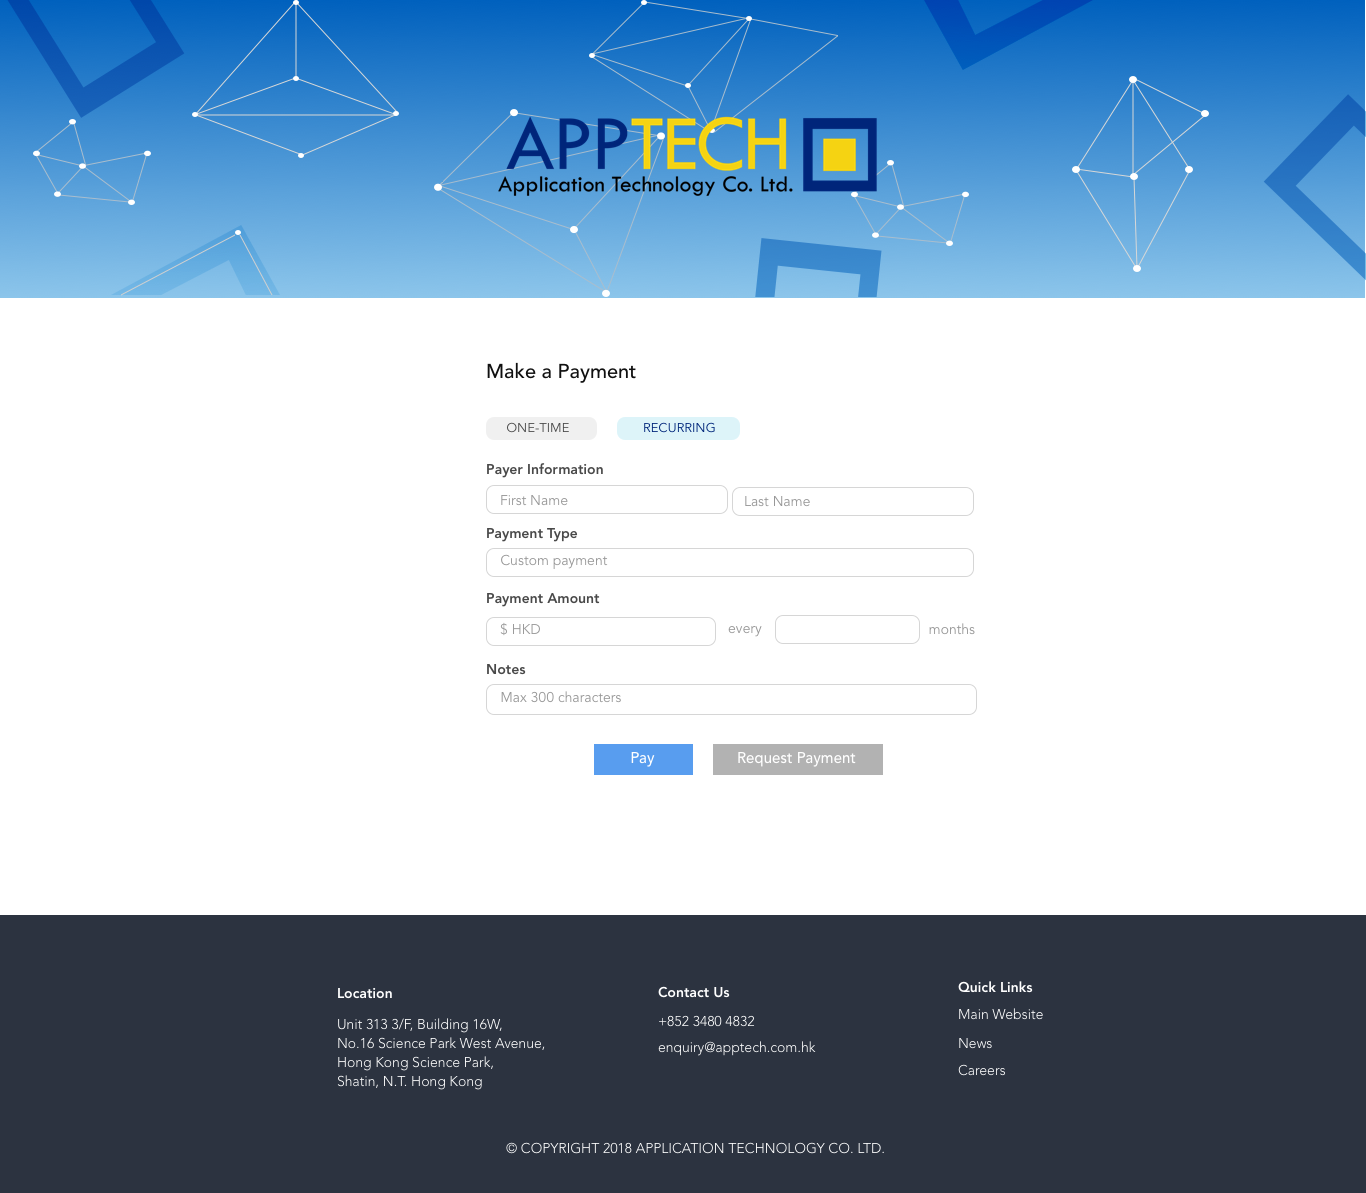 APPTECH
Application Technology Co. Ltd.
Make a Payment
ONE-TIME
RECURRING
Payer Information
First Name
Last Name
Payment Type
Custom payment
Payment Amount
$ HKD
every
months
Notes
Max 300 characters
Pay
Request Payment
Location
Unit 313 3/F, Building 16W,
No.16 Science Park West Avenue,
Hong Kong Science Park,
Shatin, N.T. Hong Kong
Contact Us
+852 3480 4832
enquiry@apptech.com.hk
Quick Links
Main Website
News
Careers
© COPYRIGHT 2018 APPLICATION TECHNOLOGY CO. LTD.